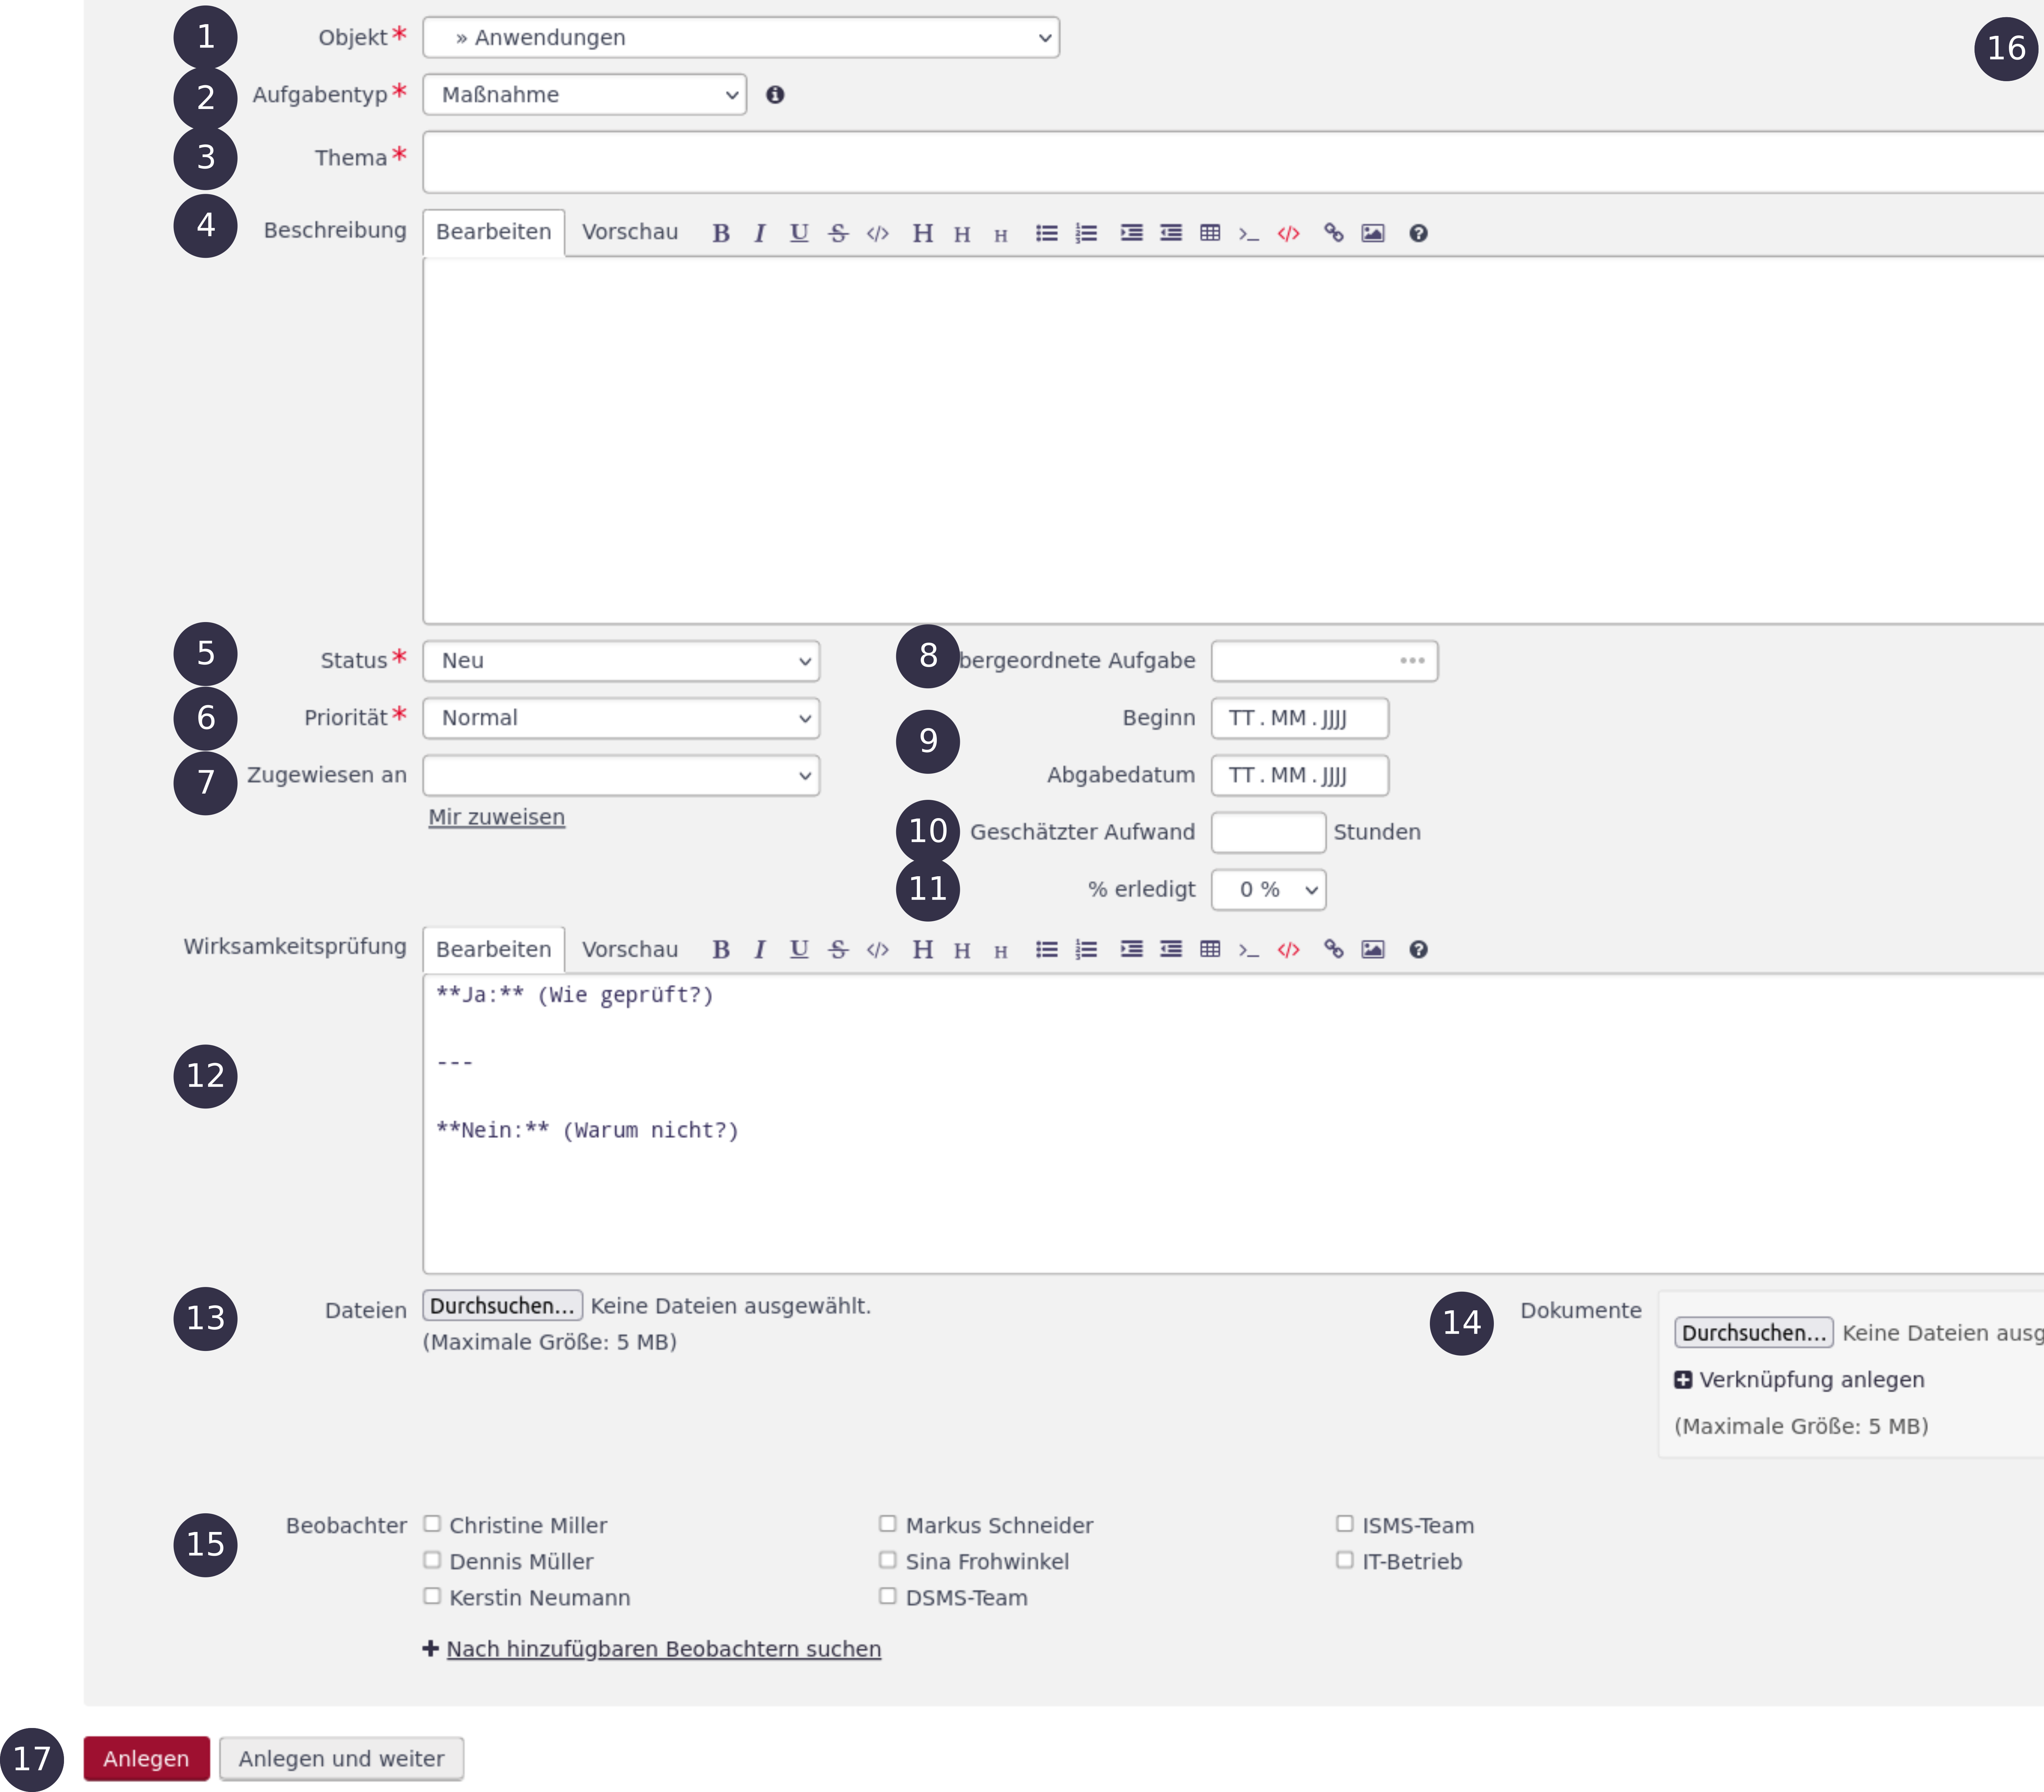 1 Objekt* » Anwendungen 16
2 Aufgabentyp* Maßnahme
3 Thema*
4 Beschreibung Bearbeiten Vorschau B I U S </> H H H >_ </> ?
5 Status* Neu 8 bergeordnete Aufgabe •••
6 Priorität* Normal Beginn TT.MM.JJJJ
9
7 Zugewiesen an Abgabedatum TT.MM.JJJJ
Mir zuweisen
10 Geschätzter Aufwand Stunden
11 % erledigt 0 %
Wirksamkeitsprüfung Bearbeiten Vorschau B I U S </> H H H >_ </> ?
**Ja:** (Wie geprüft?)
---
12
**Nein:** (Warum nicht?)
13 Dateien Durchsuchen... Keine Dateien ausgewählt. 14 Dokumente
(Maximale Größe: 5 MB) Durchsuchen... Keine Dateien ausg
Verknüpfung anlegen
(Maximale Größe: 5 MB)
15 Beobachter Christine Miller Markus Schneider ISMS-Team
Dennis Müller Sina Frohwinkel IT-Betrieb
Kerstin Neumann DSMS-Team
Nach hinzufügbaren Beobachtern suchen
17 Anlegen Anlegen und weiter